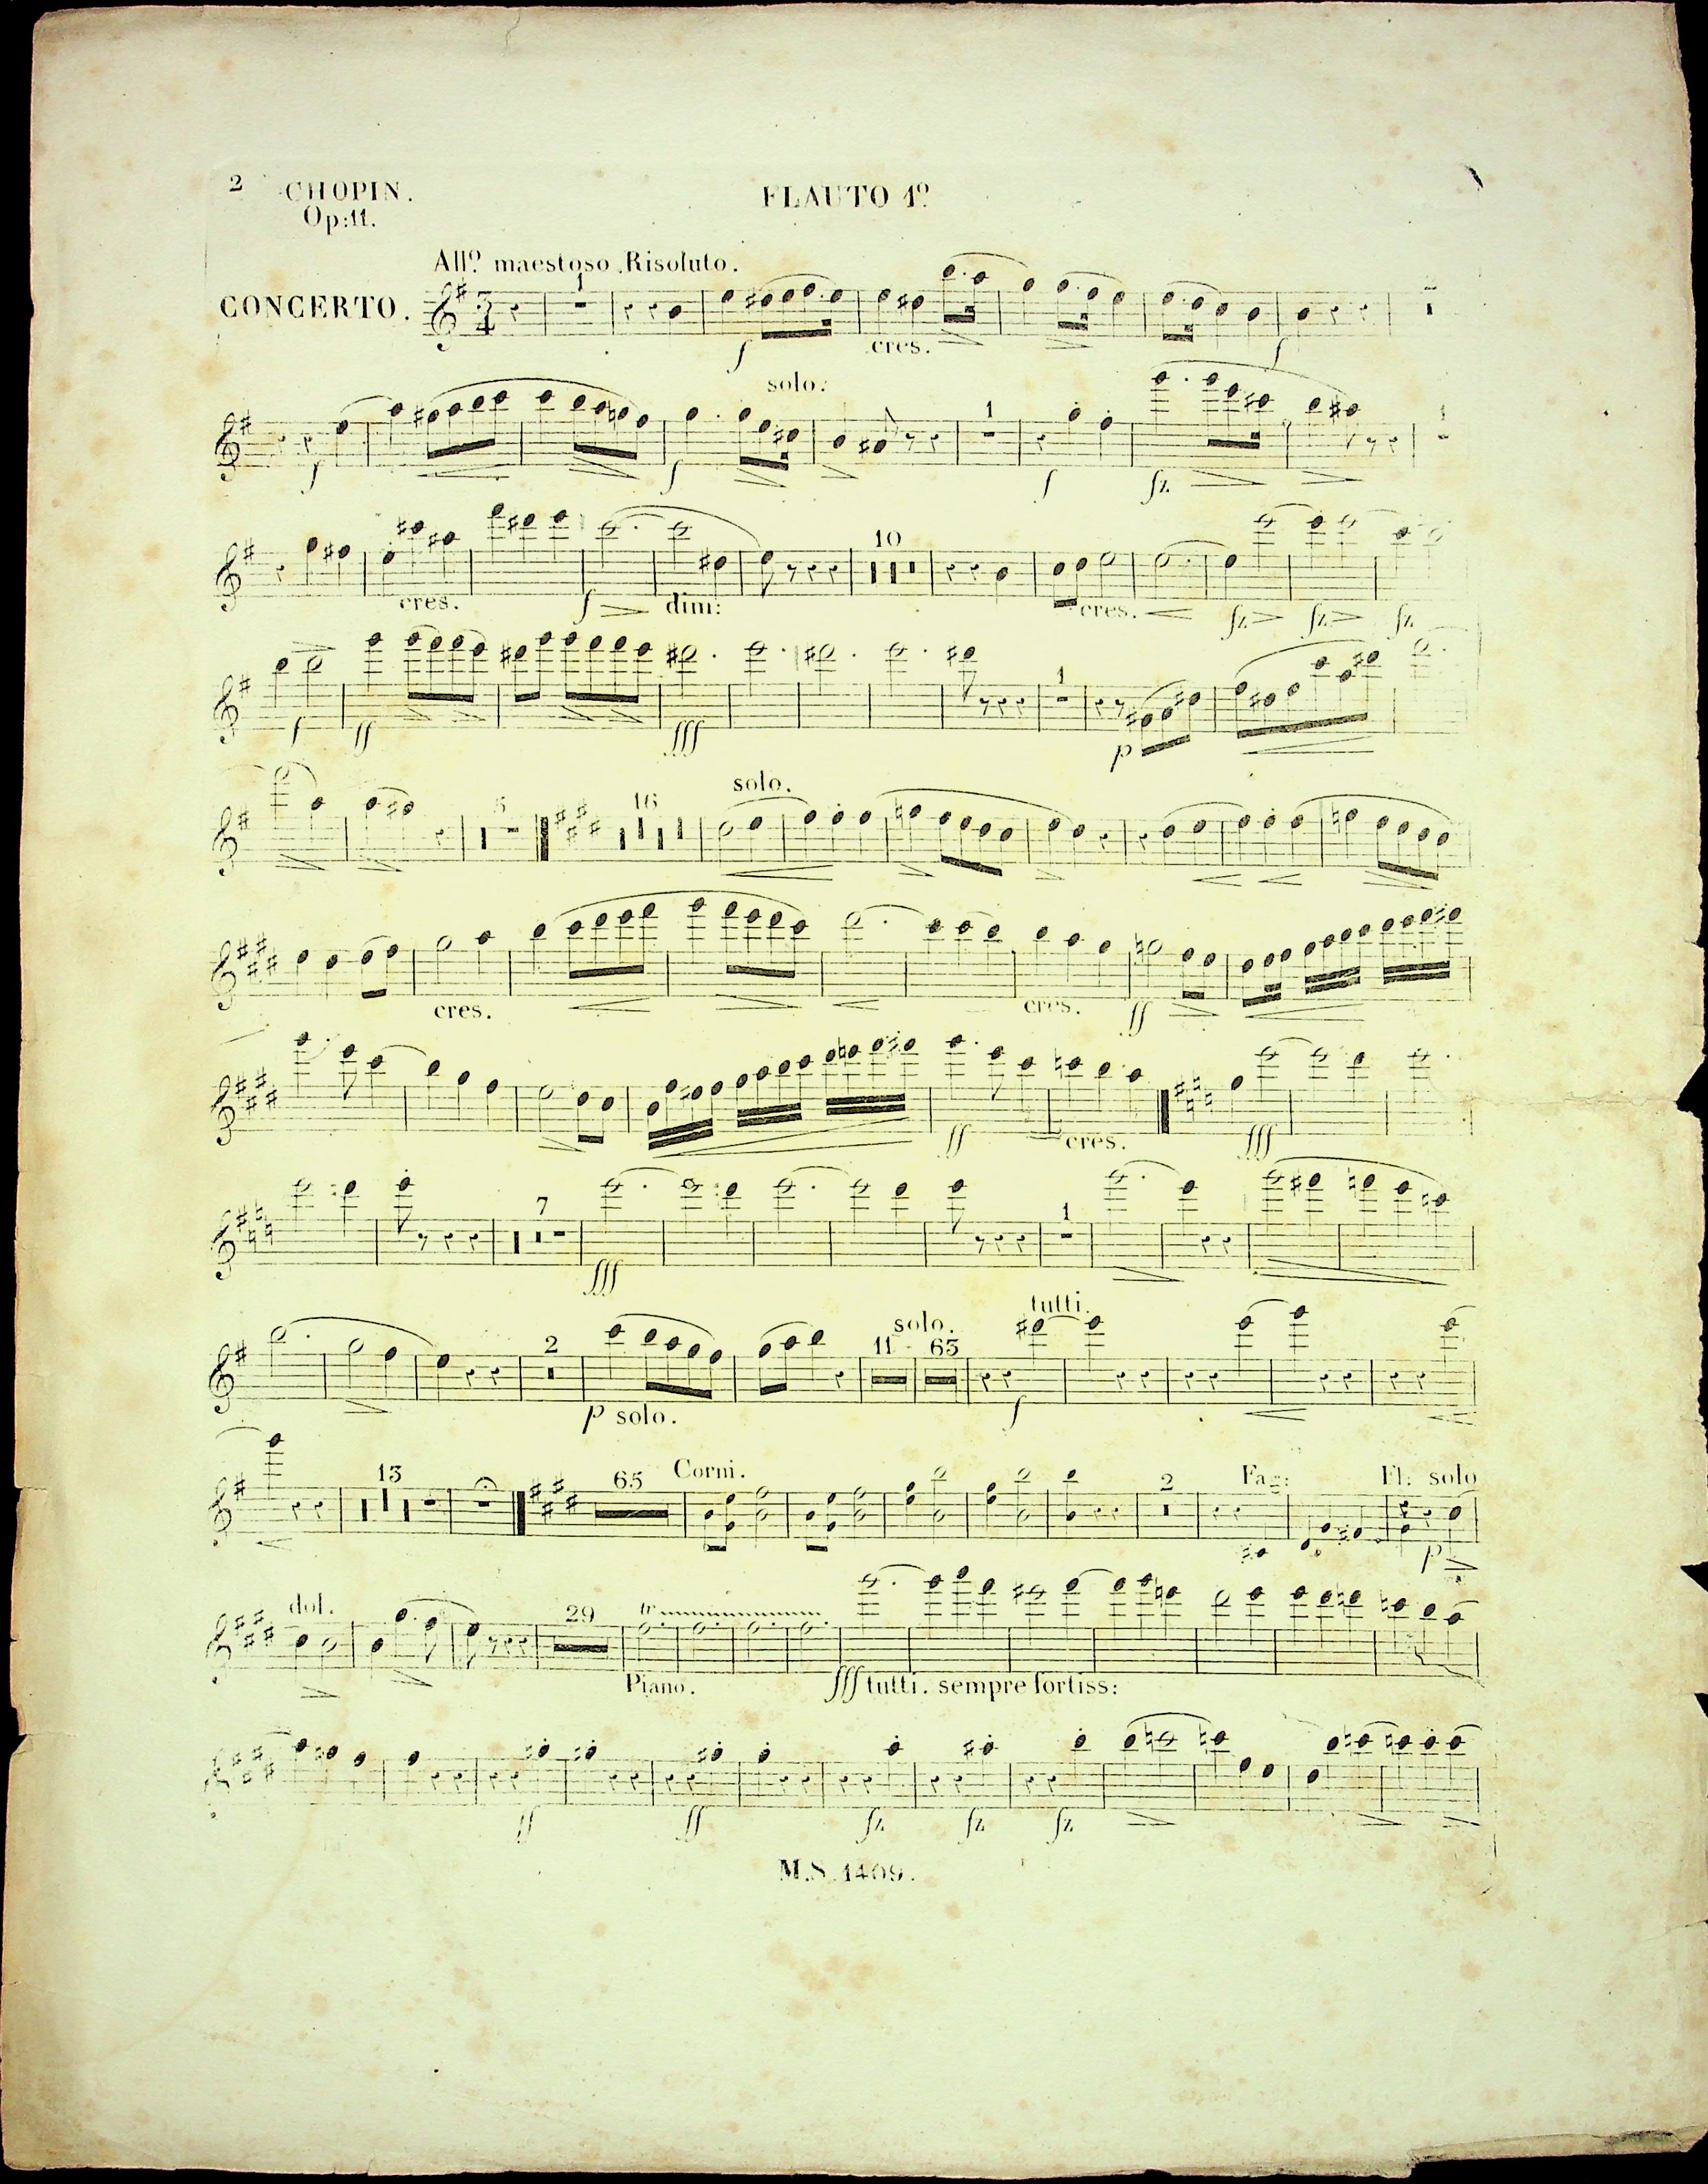 2 CHOPIN. FLAUTO 1º
Op:11.
Allº maestoso Risoluto.
CONCERTO. 3/4 1
f cres. f
solo. 1 1
f f f fz
10
cres. f dim: cres. fz fz fz
1
f ff fff p
5 16 solo.
cres. cres. ff
ff cres. fff
7 1
fff
2 11 solo. 63 tutti.
p solo. f
13 65 Corni. 2 Fag: Fl: solo
p
dol. 29 tr
Piano. fff tutti. sempre fortiss:
ff ff fz fz fz
M.S. 1409.